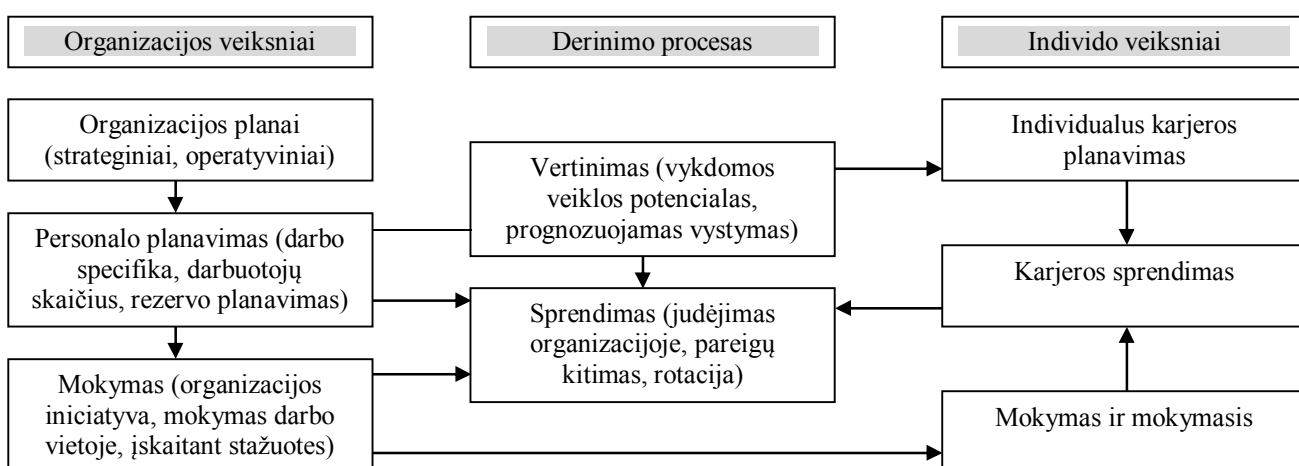 Organizacijos veiksniai
Derinimo procesas
Individo veiksniai
Organizacijos planai
(strateginiai, operatyviniai)
Personalo planavimas (darbo
specifika, darbuotojų
skaičius, rezervo planavimas)
Mokymas (organizacijos
iniciatyva, mokymas darbo
vietoje, įskaitant stažuotes)
Vertinimas (vykdomos
veiklos potencialas,
prognozuojamas vystymas)
Sprendimas (judėjimas
organizacijoje, pareigų
kitimas, rotacija)
Individualus karjeros
planavimas
Karjeros sprendimas
Mokymas ir mokymasis